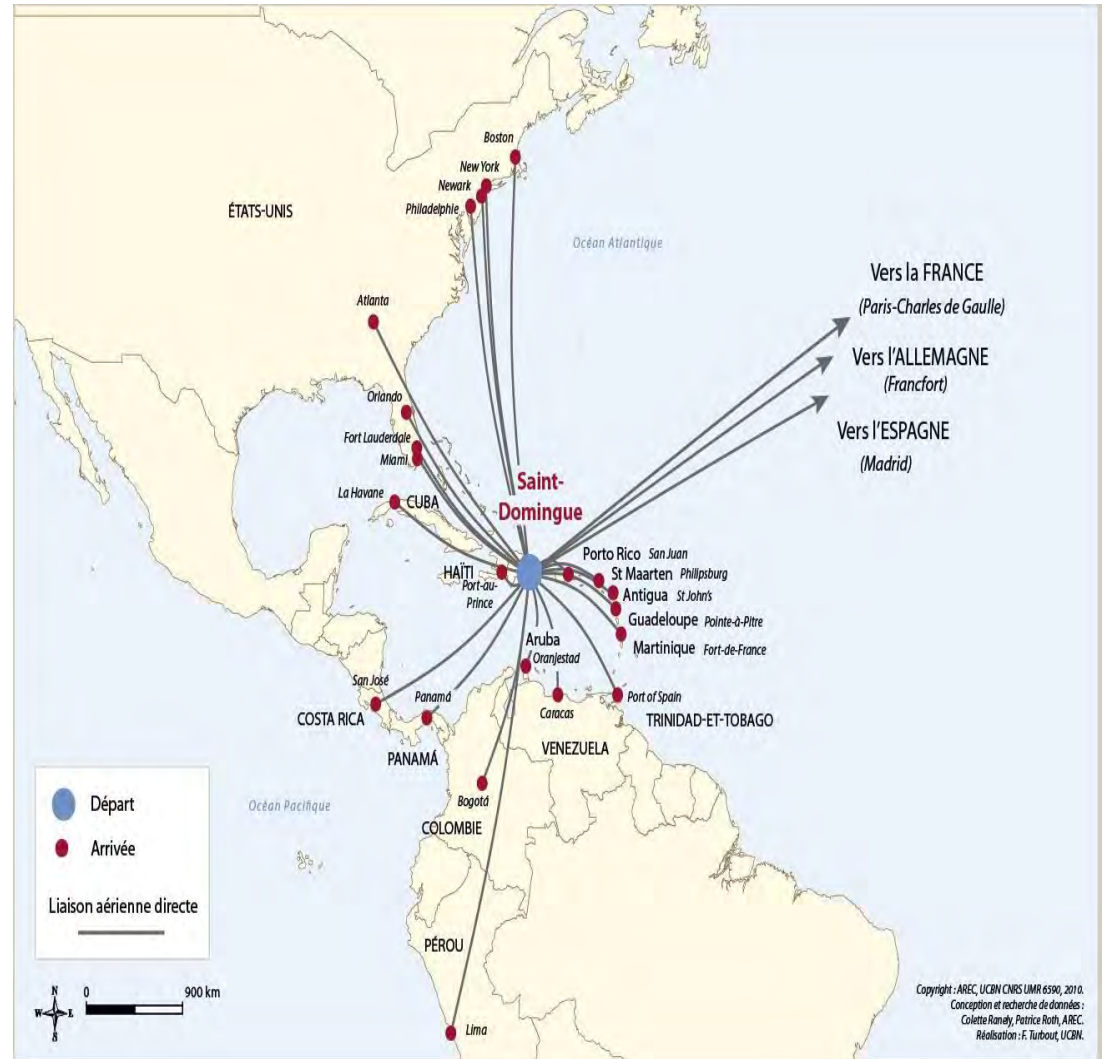 Boston
New York
Newark
Philadelphie
ÉTATS-UNIS
Océan Atlantique
Vers la FRANCE
(Paris-Charles de Gaulle)
Atlanta
Vers l'ALLEMAGNE
(Francfort)
Orlando
Vers l'ESPAGNE
(Madrid)
Fort Lauderdale
Miami
Saint-
Domingue
La Havane
CUBA
Porto Rico San Juan
HAÏTI
Port-au-
Prince
St Maarten Philipsburg
Antigua St John's
Guadeloupe Pointe-à-Pitre
Martinique Fort-de-France
Aruba
Oranjestad
San José
Panamá
Caracas
Port of Spain
COSTA RICA
TRINIDAD-ET-TOBAGO
PANAMÁ
VENEZUELA
Océan Pacifique
Bogotá
COLOMBIE
Départ
Arrivée
Liaison aérienne directe
PÉROU
N
W E
S
0 900 km
Lima
Copyright : AREC, UCBN CNRS UMR 6590, 2010.
Conception et recherche de données :
Colette Ranely, Patrice Roth, AREC.
Réalisation : F. Turbout, UCBN.